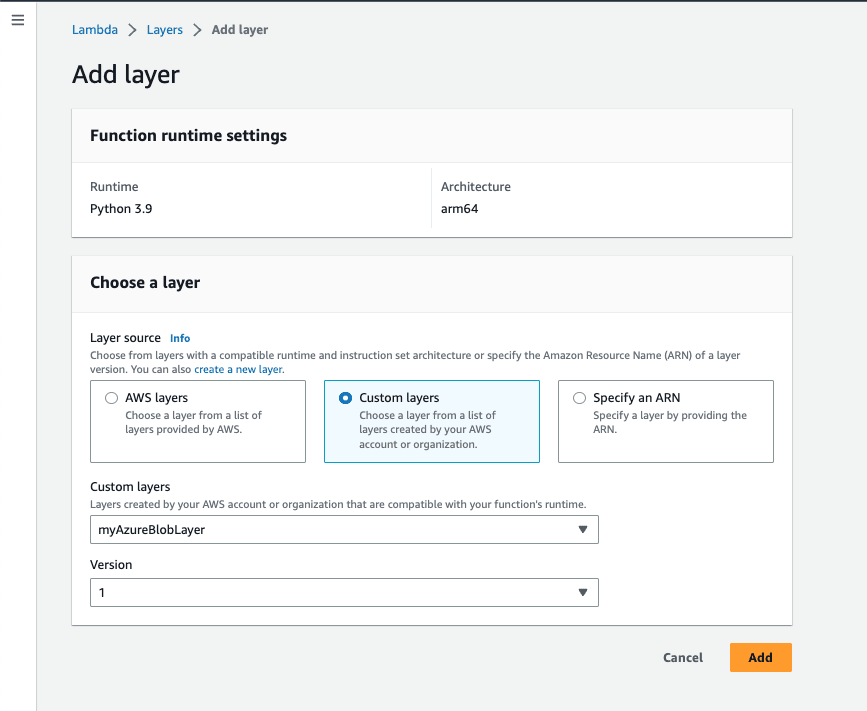 Lambda > Layers > Add layer
Add layer
Function runtime settings
Runtime
Python 3.9
Architecture
arm64
Choose a layer
Layer source Info
Choose from layers with a compatible runtime and instruction set architecture or specify the Amazon Resource Name (ARN) of a layer
version. You can also create a new layer.
AWS layers
Choose a layer from a list of
layers provided by AWS.
Custom layers
Choose a layer from a list of
layers created by your AWS
account or organization.
Specify an ARN
Specify a layer by providing the
ARN.
Custom layers
Layers created by your AWS account or organization that are compatible with your function's runtime.
myAzureBlobLayer
Version
1
Cancel
Add